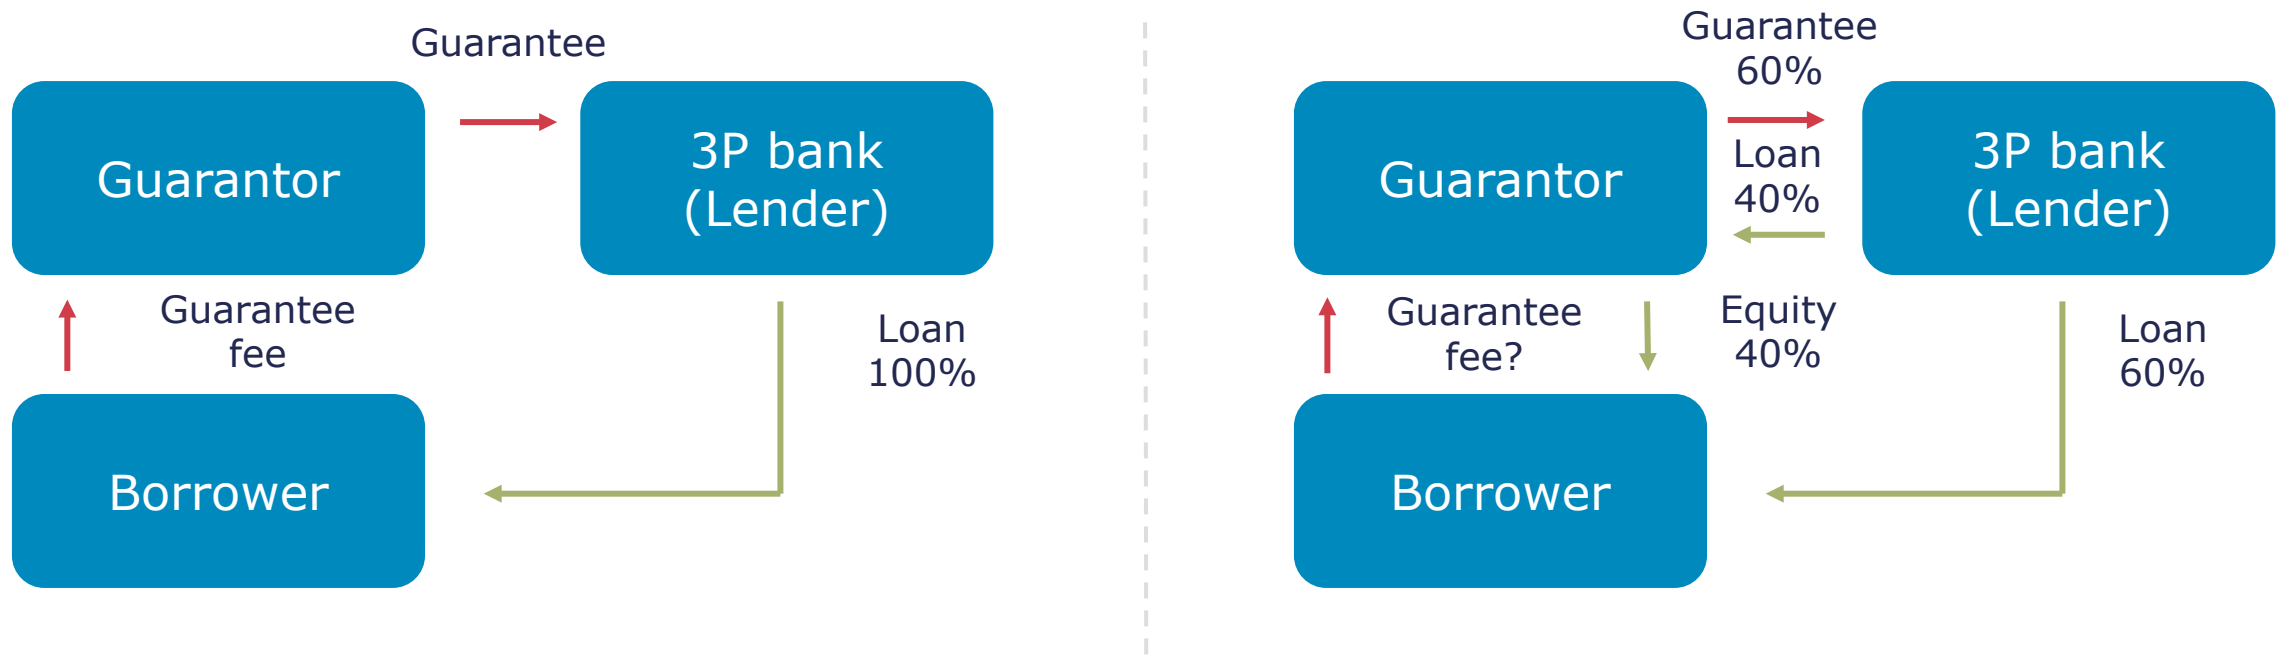 Guarantee
Guarantor
3P bank
(Lender)
Guarantee
fee
Loan
100%
Borrower
Guarantee
60%
Guarantor
Loan
40%
3P bank
(Lender)
Guarantee
fee?
Equity
40%
Loan
60%
Borrower